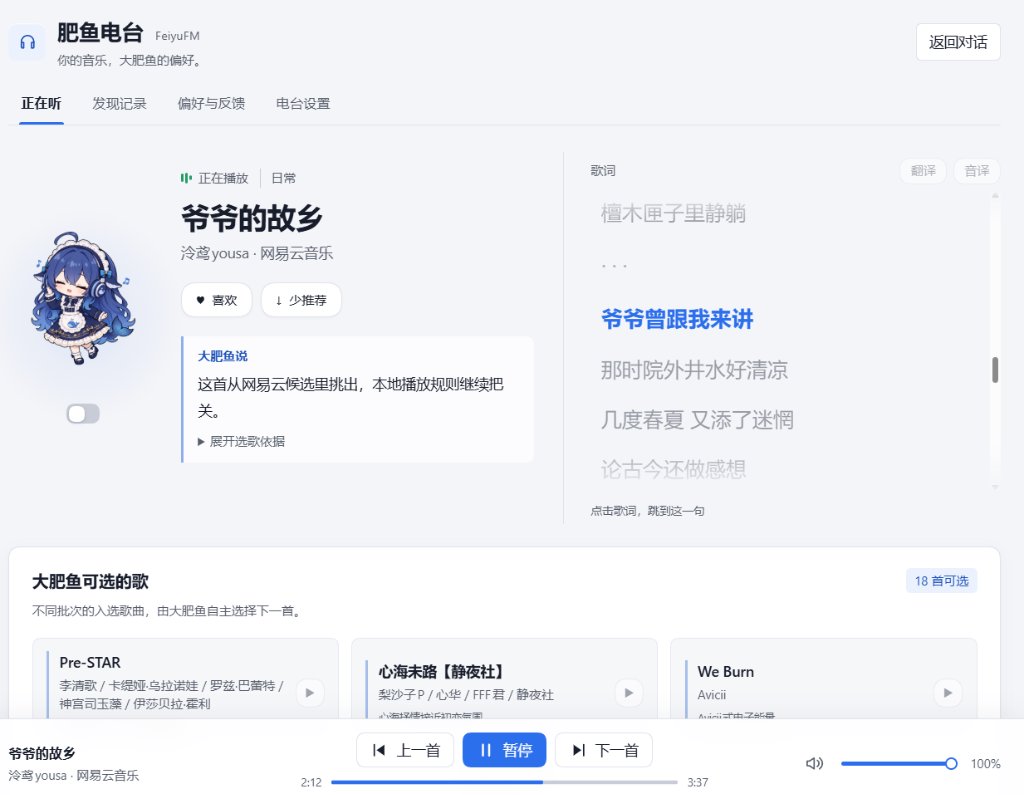 肥鱼电台 FeiyuFM
你的音乐，大肥鱼的偏好。
返回对话
正在听 发现记录 偏好与反馈 电台设置
正在播放 日常
爷爷的故乡
泠鸢yousa · 网易云音乐
♥ 喜欢 ↓ 少推荐
大肥鱼说
这首从网易云候选里挑出，本地播放规则继续把
关。
▶ 展开选歌依据
歌词 翻译 音译
檀木匣子里静躺
...
爷爷曾跟我来讲
那时院外井水好清凉
几度春夏 又添了迷惘
论古今还做感想
点击歌词，跳到这一句
大肥鱼可选的歌
18 首可选
不同批次的入选歌曲，由大肥鱼自主选择下一首。
Pre-STAR
李清歌 / 卡缇娅·乌拉诺娃 / 罗兹·巴蕾特 /
神宫司玉藻 / 伊莎贝拉·霍利
心海未路【静夜社】
梨沙子P / 心华 / FFF君 / 静夜社
We Burn
Avicii
Avicii式电子能量
爷爷的故乡
泠鸢yousa · 网易云音乐
上一首 暂停 下一首
2:12 3:37
100%